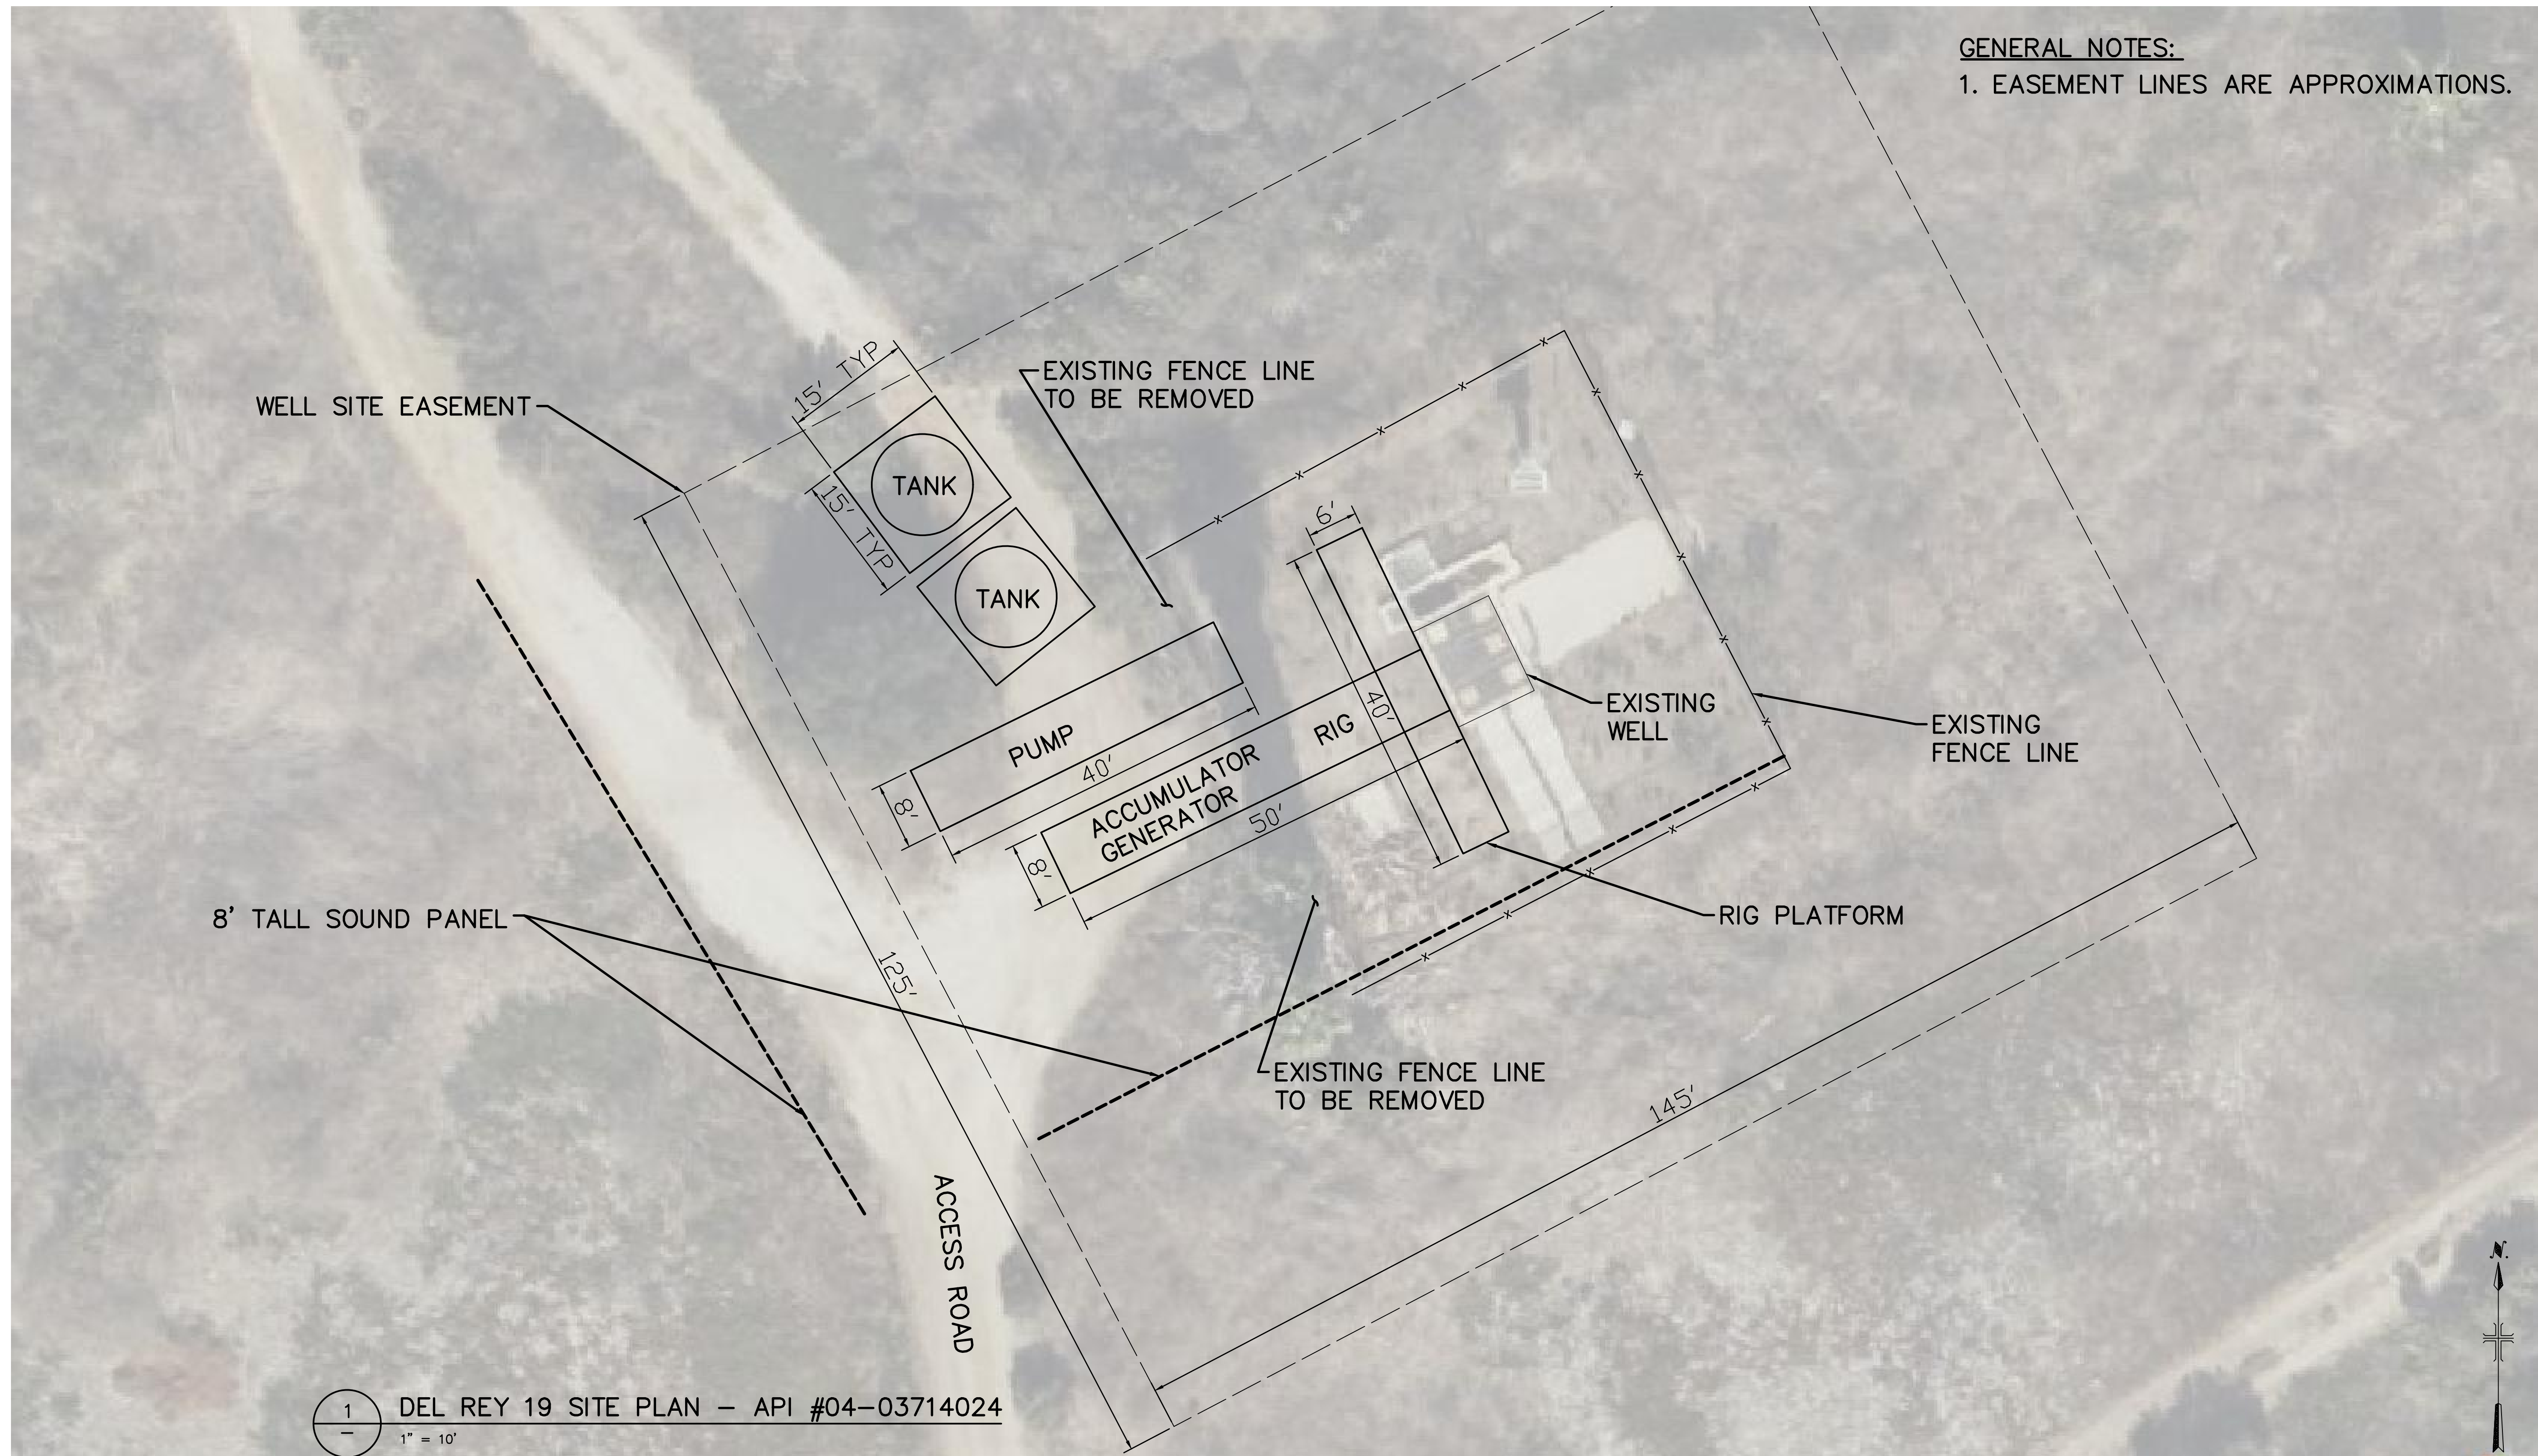 GENERAL NOTES:
1. EASEMENT LINES ARE APPROXIMATIONS.
15' TYP
EXISTING FENCE LINE
TO BE REMOVED
WELL SITE EASEMENT
TANK
15' TYP
6'
TANK
EXISTING
WELL
40'
RIG
EXISTING
FENCE LINE
PUMP
40'
8'
ACCUMULATOR
GENERATOR
50'
8'
8' TALL SOUND PANEL
RIG PLATFORM
125'
EXISTING FENCE LINE
TO BE REMOVED
145'
ACCESS ROAD
N.
1
–
DEL REY 19 SITE PLAN – API #04-03714024
1" = 10'